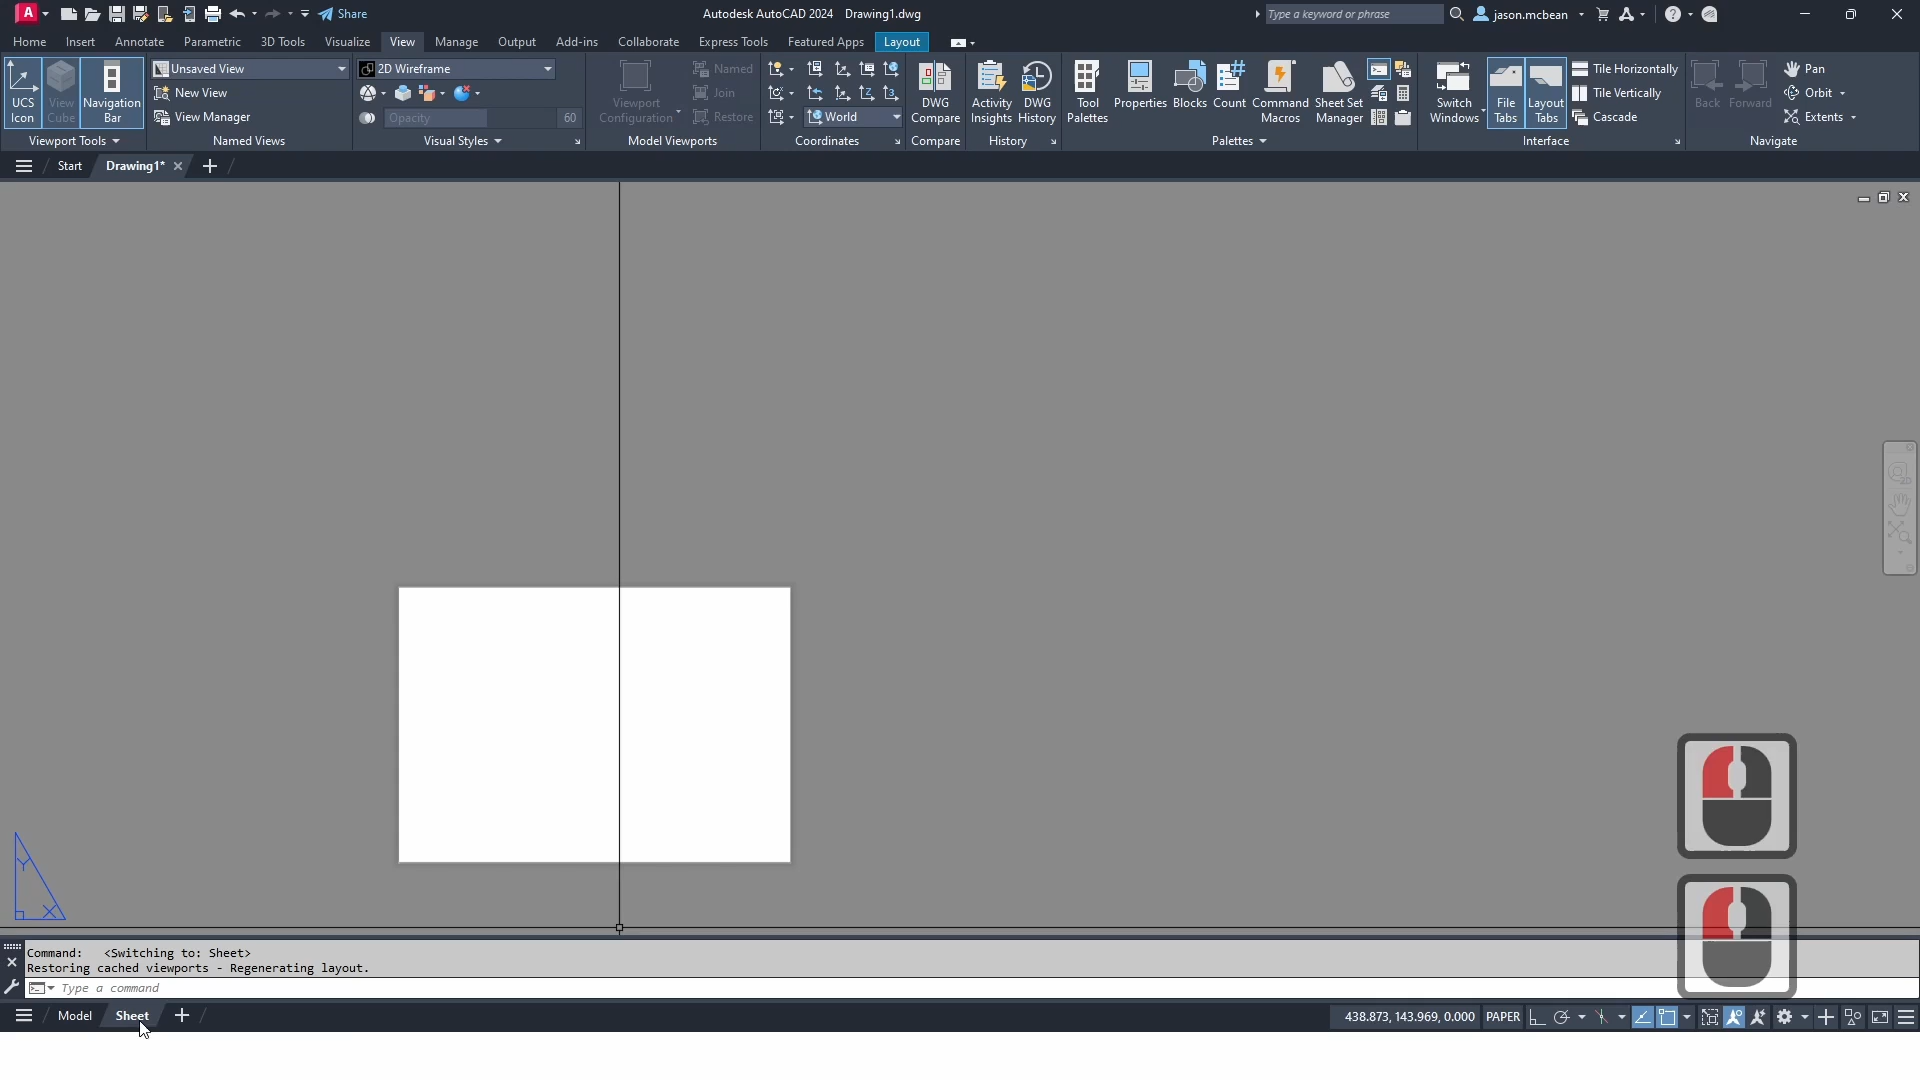 A Share Autodesk AutoCAD 2024 Drawing1.dwg Type a keyword or phrase jason.mcbean
Home Insert Annotate Parametric 3D Tools Visualize View Manage Output Add-ins Collaborate Express Tools Featured Apps Layout
UCS Icon
View Cube
Navigation Bar
Viewport Tools
Unsaved View
New View
View Manager
Named Views
2D Wireframe
Opacity 60
Visual Styles
Viewport Configuration
Named
Join
Restore
Model Viewports
World
Coordinates
DWG Compare
Compare
Activity Insights
DWG History
History
Tool Palettes
Properties
Blocks
Count
Command Macros
Sheet Set Manager
Palettes
Switch Windows
File Tabs
Layout Tabs
Tile Horizontally
Tile Vertically
Cascade
Interface
Back
Forward
Pan
Orbit
Extents
Navigate
Start Drawing1*
Y
X
Command: <Switching to: Sheet>
Restoring cached viewports - Regenerating layout.
Type a command
Model Sheet 438.873, 143.969, 0.000 PAPER